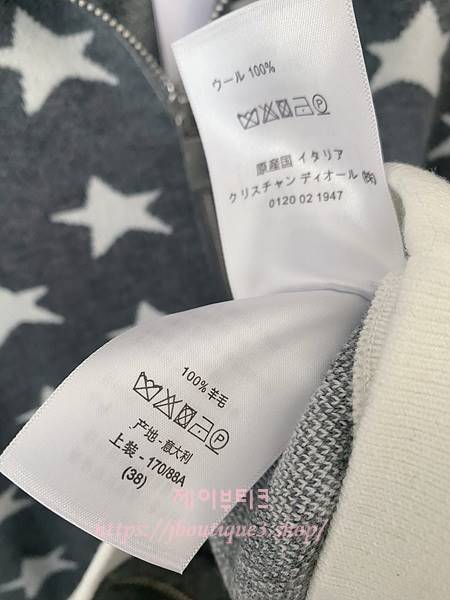 ウール 100%
原産国 イタリア
クリスチャン ディオール ㈱
0120 02 1947
100%羊毛
产地 - 意大利
上装 - 170/88A
(38)
제이부티크
https://jboutique3.shop/